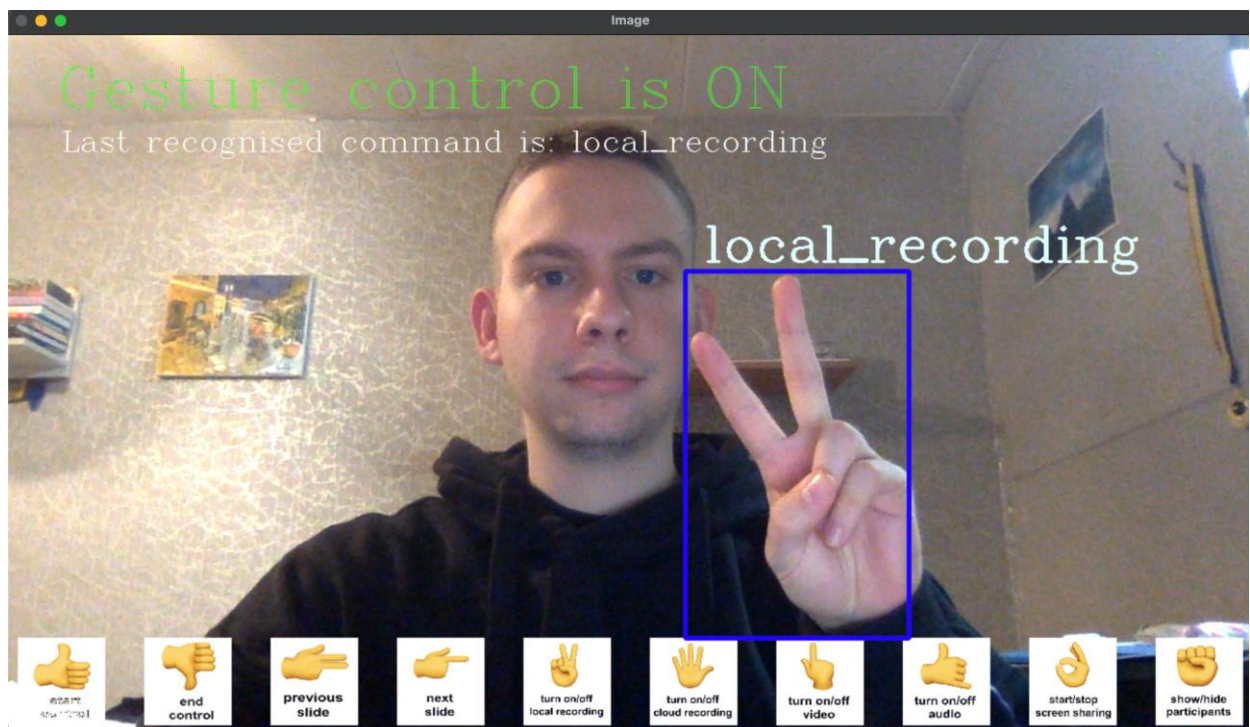 Image
Gesture control is ON
Last recognised command is: local_recording
local_recording
end
control
previous
slide
next
slide
turn on/off
local recording
turn on/off
cloud recording
turn on/off
video
turn on/off
audio
start/stop
screen sharing
show/hide
participants